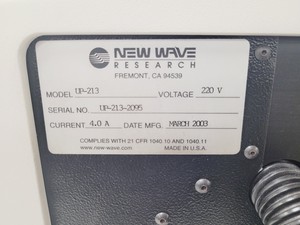 NEW WAVE
RESEARCH
FREMONT, CA 94539
MODEL UP-213 VOLTAGE 220 V
SERIAL NO. UP-213-2095
CURRENT 4.0 A DATE MFG. MARCH 2003
COMPLIES WITH 21 CFR 1040.10 AND 1040.11
www.new-wave.com MADE IN U.S.A.